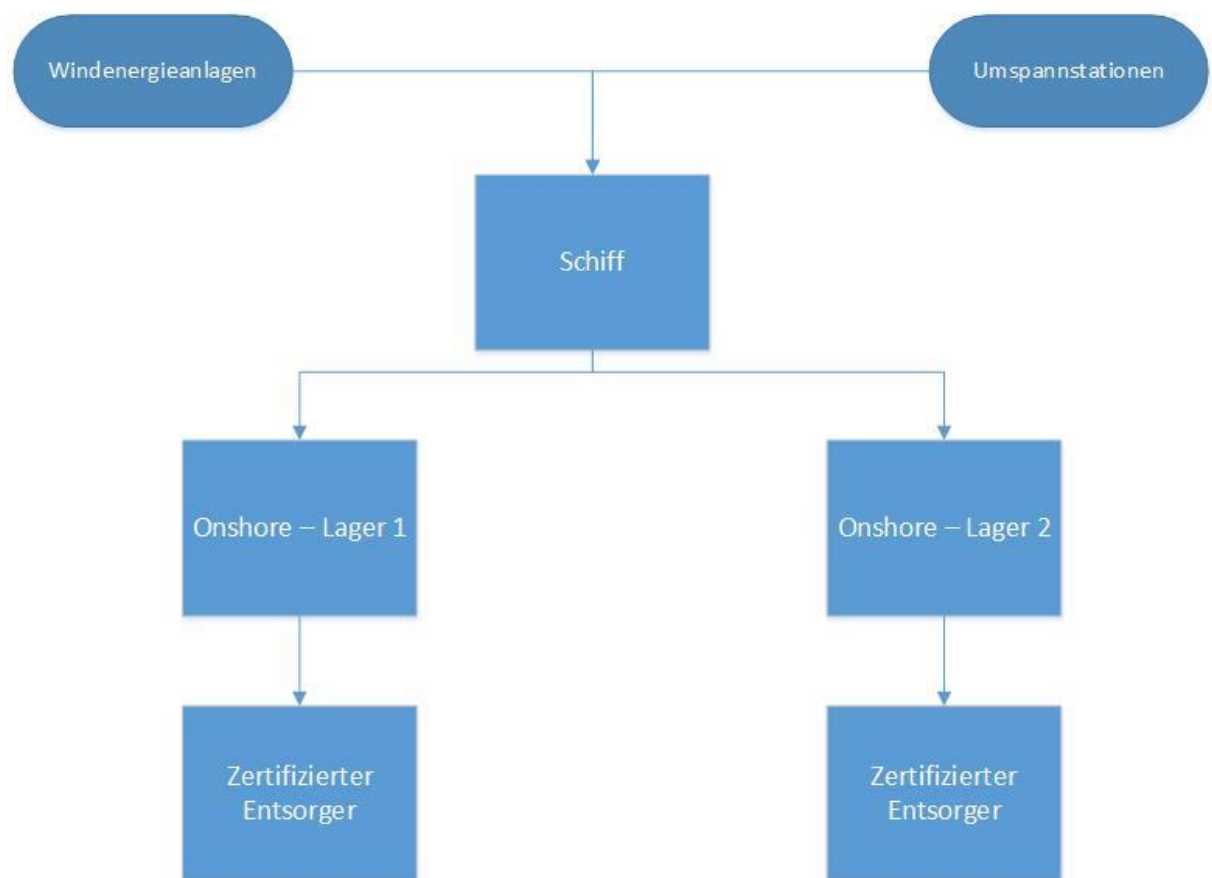 Windenergieanlagen
Umspannstationen
Schiff
Onshore – Lager 1
Onshore – Lager 2
Zertifizierter
Entsorger
Zertifizierter
Entsorger